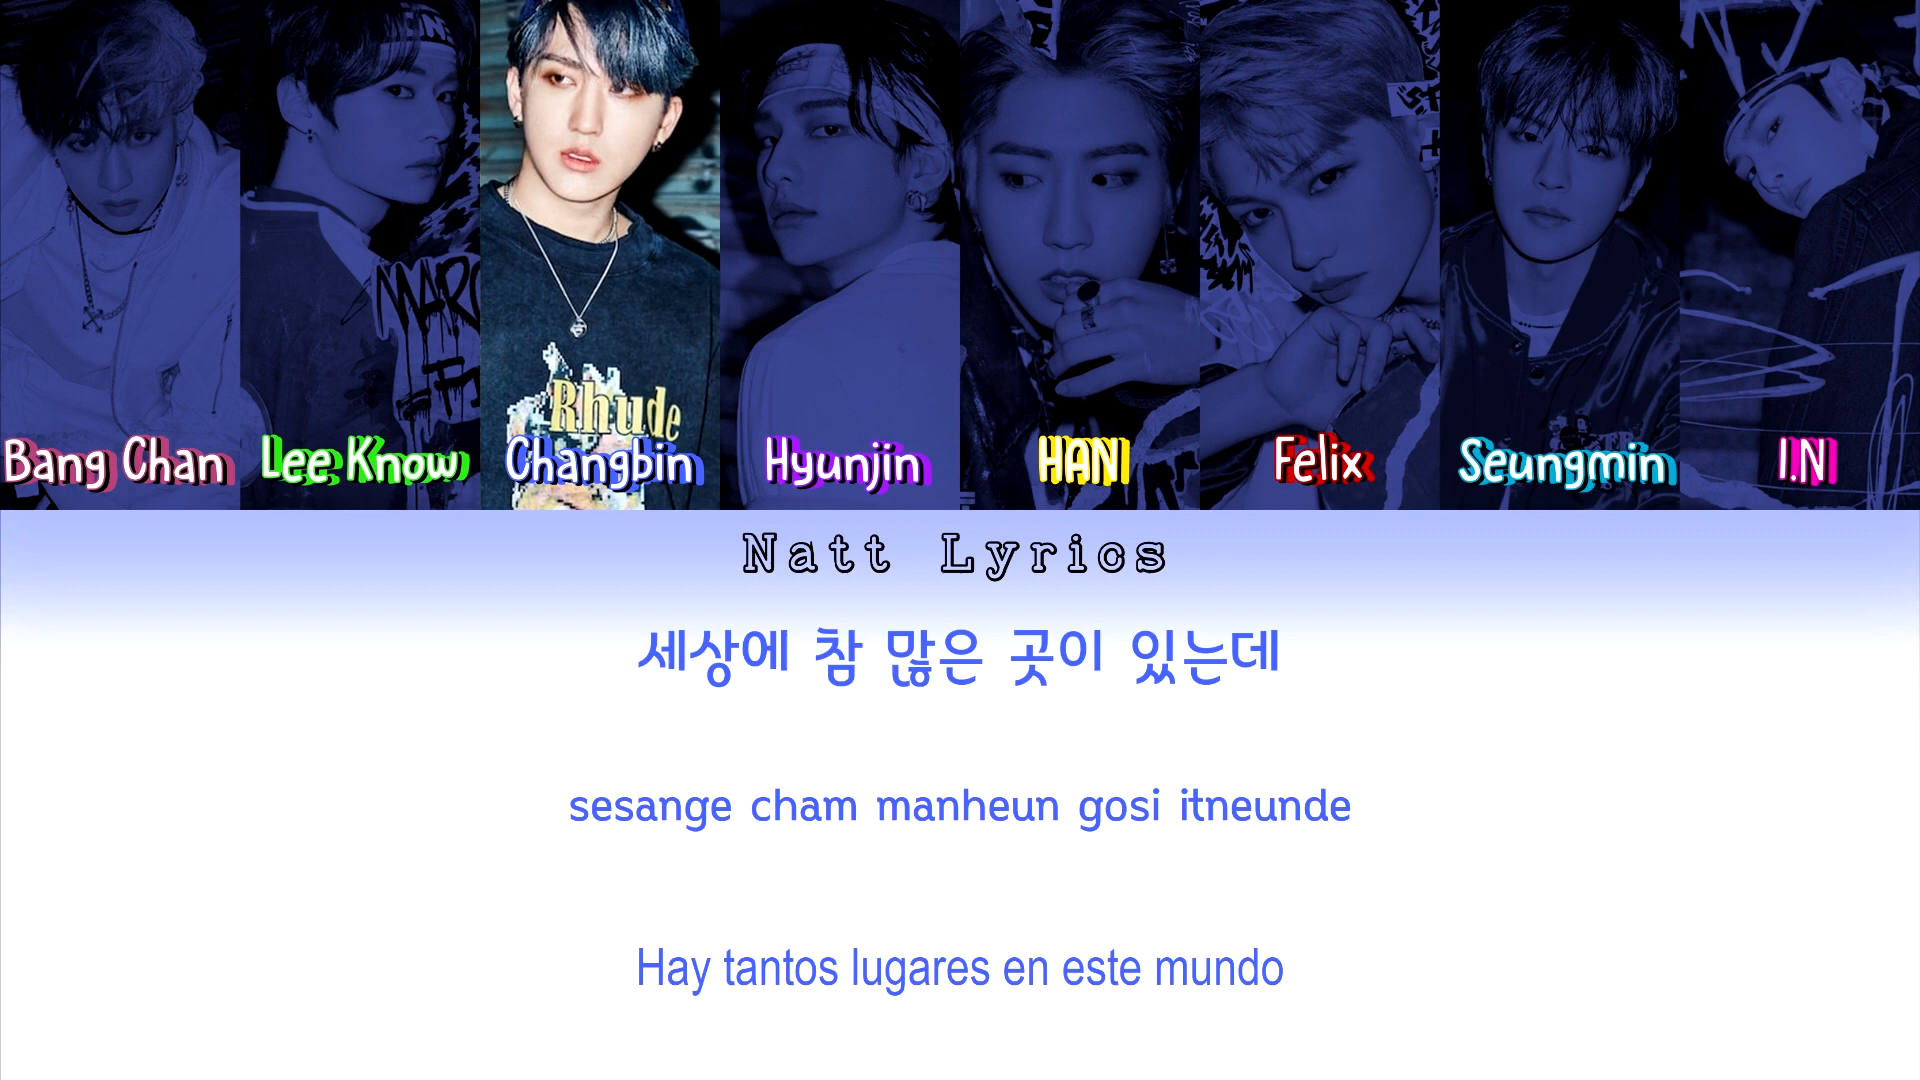 MARC
Rhude
Bang Chan
Lee Know
Changbin
Hyunjin
HAN
Felix
Seungmin
I.N
Natt Lyrics
세상에 참 많은 곳이 있는데
sesange cham manheun gosi itneunde
Hay tantos lugares en este mundo